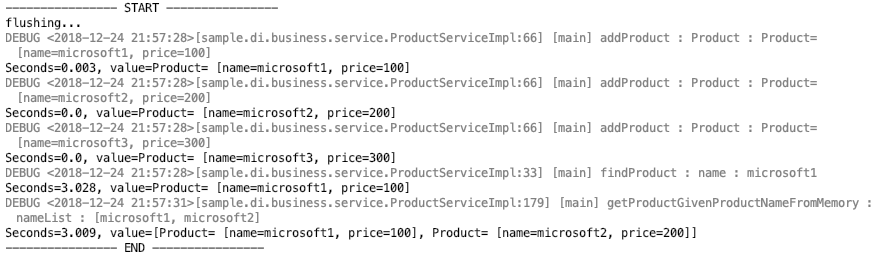 ---------------- START ----------------
flushing...
DEBUG <2018-12-24 21:57:28>[sample.di.business.service.ProductServiceImpl:66] [main] addProduct : Product : Product=
[name=microsoft1, price=100]
Seconds=0.003, value=Product= [name=microsoft1, price=100]
DEBUG <2018-12-24 21:57:28>[sample.di.business.service.ProductServiceImpl:66] [main] addProduct : Product : Product=
[name=microsoft2, price=200]
Seconds=0.0, value=Product= [name=microsoft2, price=200]
DEBUG <2018-12-24 21:57:28>[sample.di.business.service.ProductServiceImpl:66] [main] addProduct : Product : Product=
[name=microsoft3, price=300]
Seconds=0.0, value=Product= [name=microsoft3, price=300]
DEBUG <2018-12-24 21:57:28>[sample.di.business.service.ProductServiceImpl:33] [main] findProduct : name : microsoft1
Seconds=3.028, value=Product= [name=microsoft1, price=100]
DEBUG <2018-12-24 21:57:31>[sample.di.business.service.ProductServiceImpl:179] [main] getProductGivenProductNameFromMemory :
nameList : [microsoft1, microsoft2]
Seconds=3.009, value=[Product= [name=microsoft1, price=100], Product= [name=microsoft2, price=200]]
---------------- END ----------------